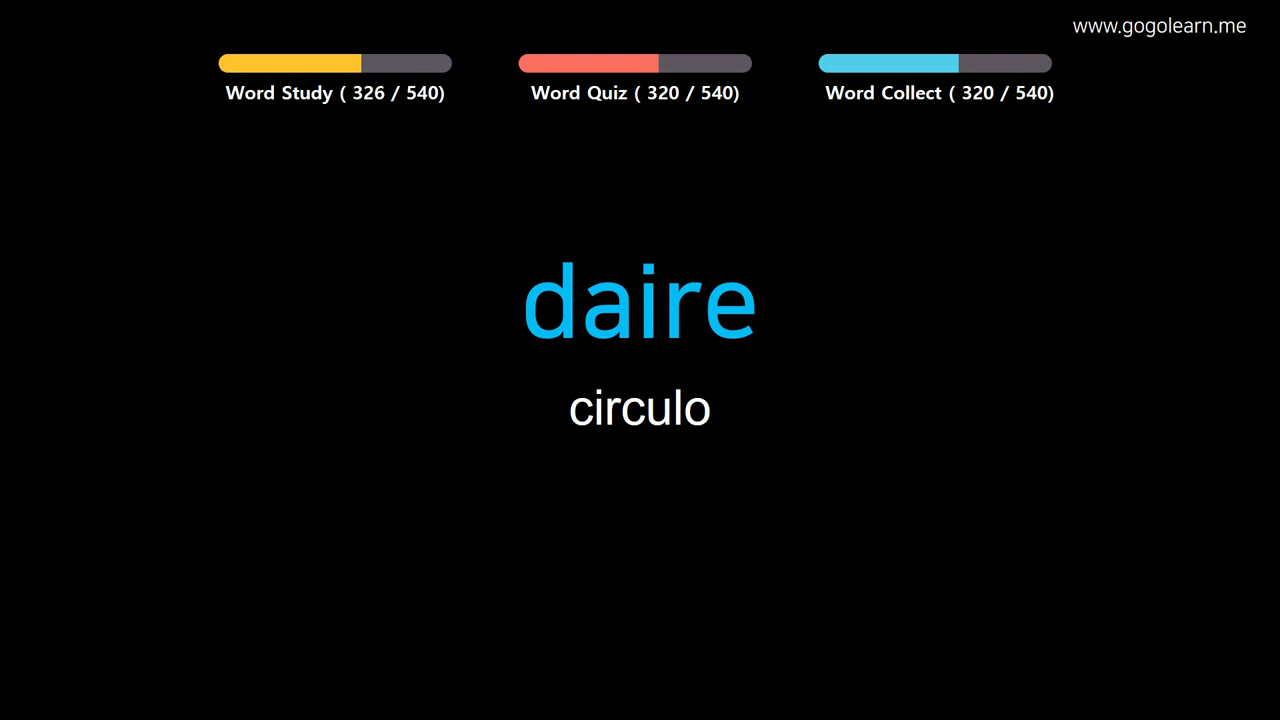 www.gogolearn.me
Word Study ( 326 / 540)
Word Quiz ( 320 / 540)
Word Collect ( 320 / 540)
daire
circulo